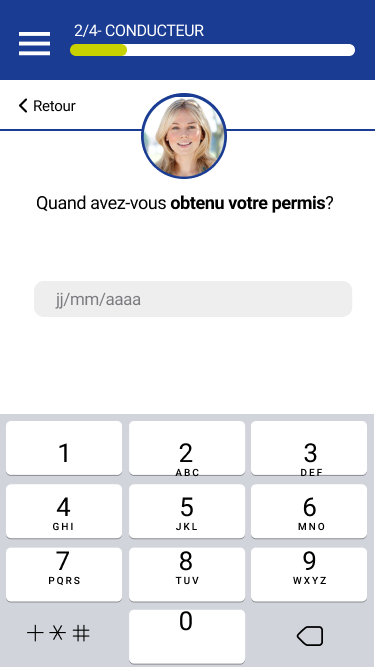 2/4- CONDUCTEUR
Retour
Quand avez-vous obtenu votre permis?
jj/mm/aaaa
1
2
ABC
3
DEF
4
GHI
5
JKL
6
MNO
7
PQRS
8
TUV
9
WXYZ
+ * #
0